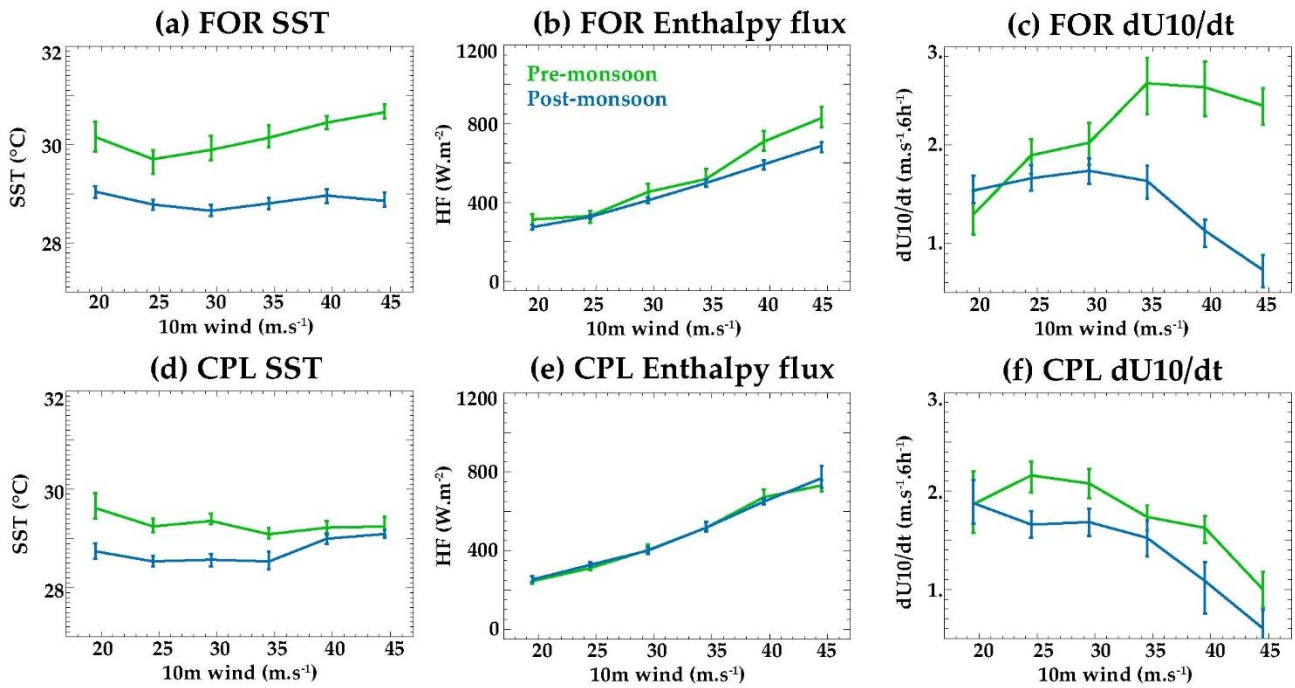 (a) FOR SST
(b) FOR Enthalpy flux
(c) FOR dU10/dt
32
30
28
SST (°C)
20 25 30 35 40 45
10m wind (m.s⁻¹)
1200
800
400
0
HF (W.m⁻²)
Pre-monsoon
Post-monsoon
20 25 30 35 40 45
10m wind (m.s⁻¹)
3.
2.
1.
dU10/dt (m.s⁻¹.6h⁻¹)
20 25 30 35 40 45
10m wind (m.s⁻¹)
(d) CPL SST
(e) CPL Enthalpy flux
(f) CPL dU10/dt
32
30
28
SST (°C)
20 25 30 35 40 45
10m wind (m.s⁻¹)
1200
800
400
0
HF (W.m⁻²)
20 25 30 35 40 45
10m wind (m.s⁻¹)
3.
2.
1.
dU10/dt (m.s⁻¹.6h⁻¹)
20 25 30 35 40 45
10m wind (m.s⁻¹)